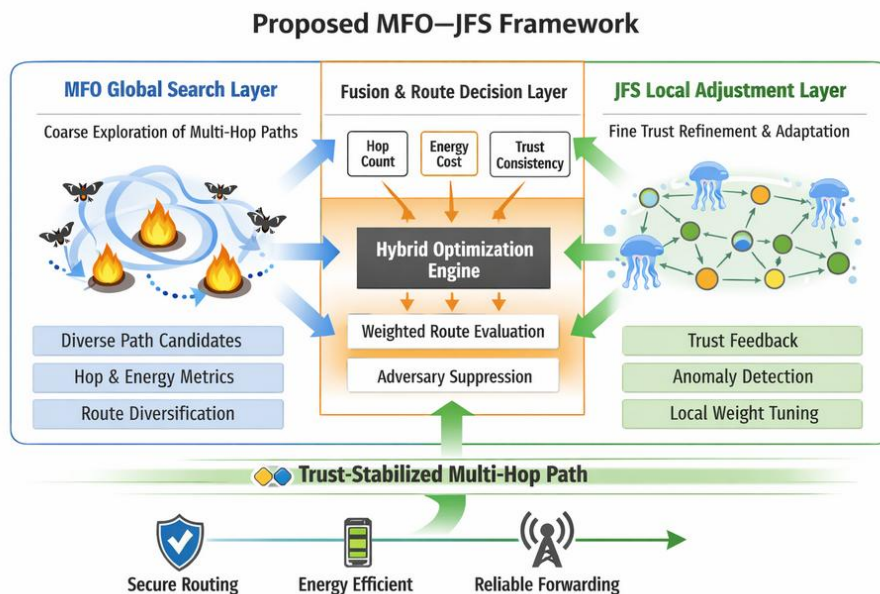 Proposed MFO—JFS Framework
MFO Global Search Layer
Coarse Exploration of Multi-Hop Paths
Diverse Path Candidates
Hop & Energy Metrics
Route Diversification
Fusion & Route Decision Layer
Hop
Count
Energy
Cost
Trust
Consistency
Hybrid Optimization
Engine
Weighted Route Evaluation
Adversary Suppression
JFS Local Adjustment Layer
Fine Trust Refinement & Adaptation
Trust Feedback
Anomaly Detection
Local Weight Tuning
Trust-Stabilized Multi-Hop Path
Secure Routing
Energy Efficient
Reliable Forwarding